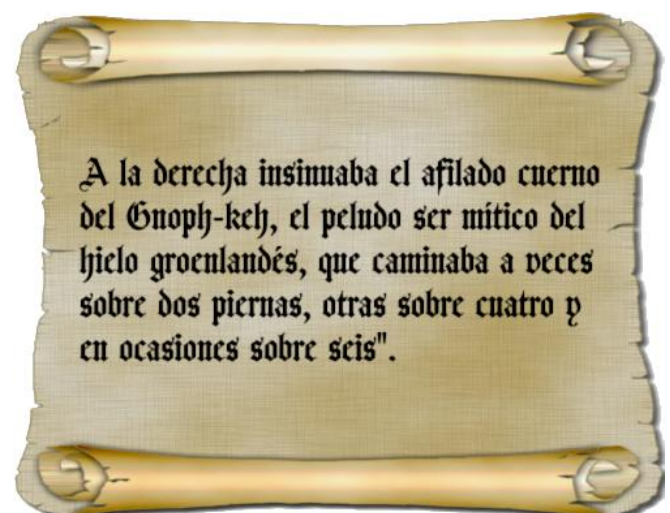 A la derecha insinuaba el afilado cuerno
del Gnoph-keh, el peludo ser mítico del
hielo groenlandés, que caminaba a veces
sobre dos piernas, otras sobre cuatro y
en ocasiones sobre seis".